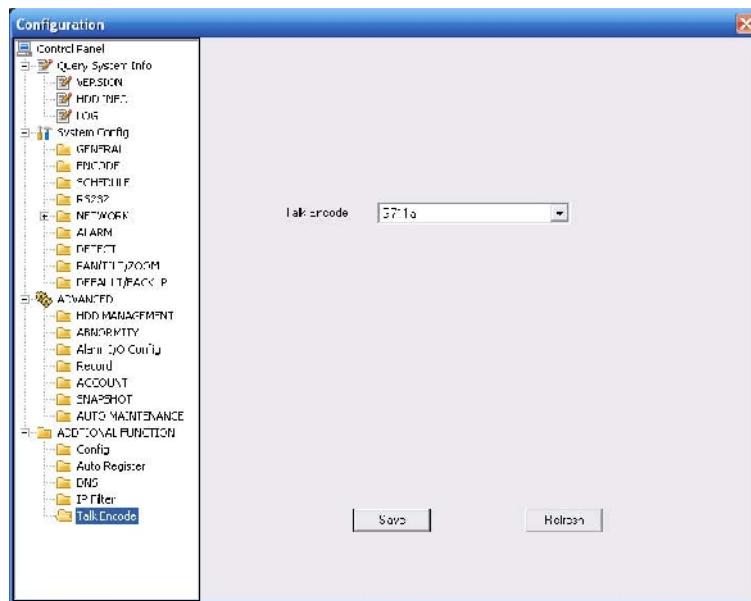 Configuration
Control Panel
Query System Info
VERSION
HDD INFO
LOG
System Config
GENERAL
ENCODE
SCHEDULE
RS232
NETWORK
ALARM
DETECT
PAN/TILT/ZOOM
DEFAULT/BACKUP
ADVANCED
HDD MANAGEMENT
ABNORMITY
Alarm I/O Config
Record
ACCOUNT
SNAPSHOT
AUTO MAINTENANCE
ADDTIONAL FUNCTION
Config
Auto Register
DNS
IP Filter
Talk Encode
Talk Encode
G711a
Save
Refresh